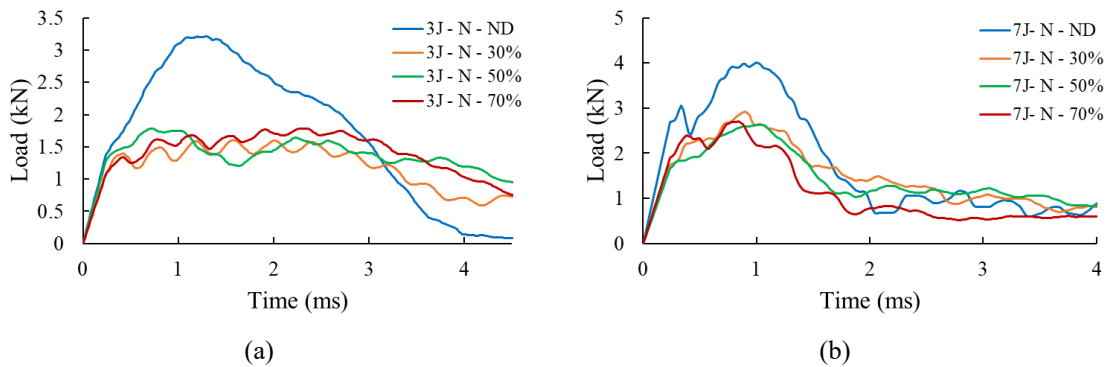 3.5
3
2.5
2
1.5
1
0.5
0
0
1
2
3
4
Load (kN)
Time (ms)
3J - N - ND
3J - N - 30%
3J - N - 50%
3J - N - 70%
(a)
5
4
3
2
1
0
0
1
2
3
4
Load (kN)
Time (ms)
7J- N - ND
7J- N - 30%
7J- N - 50%
7J- N - 70%
(b)